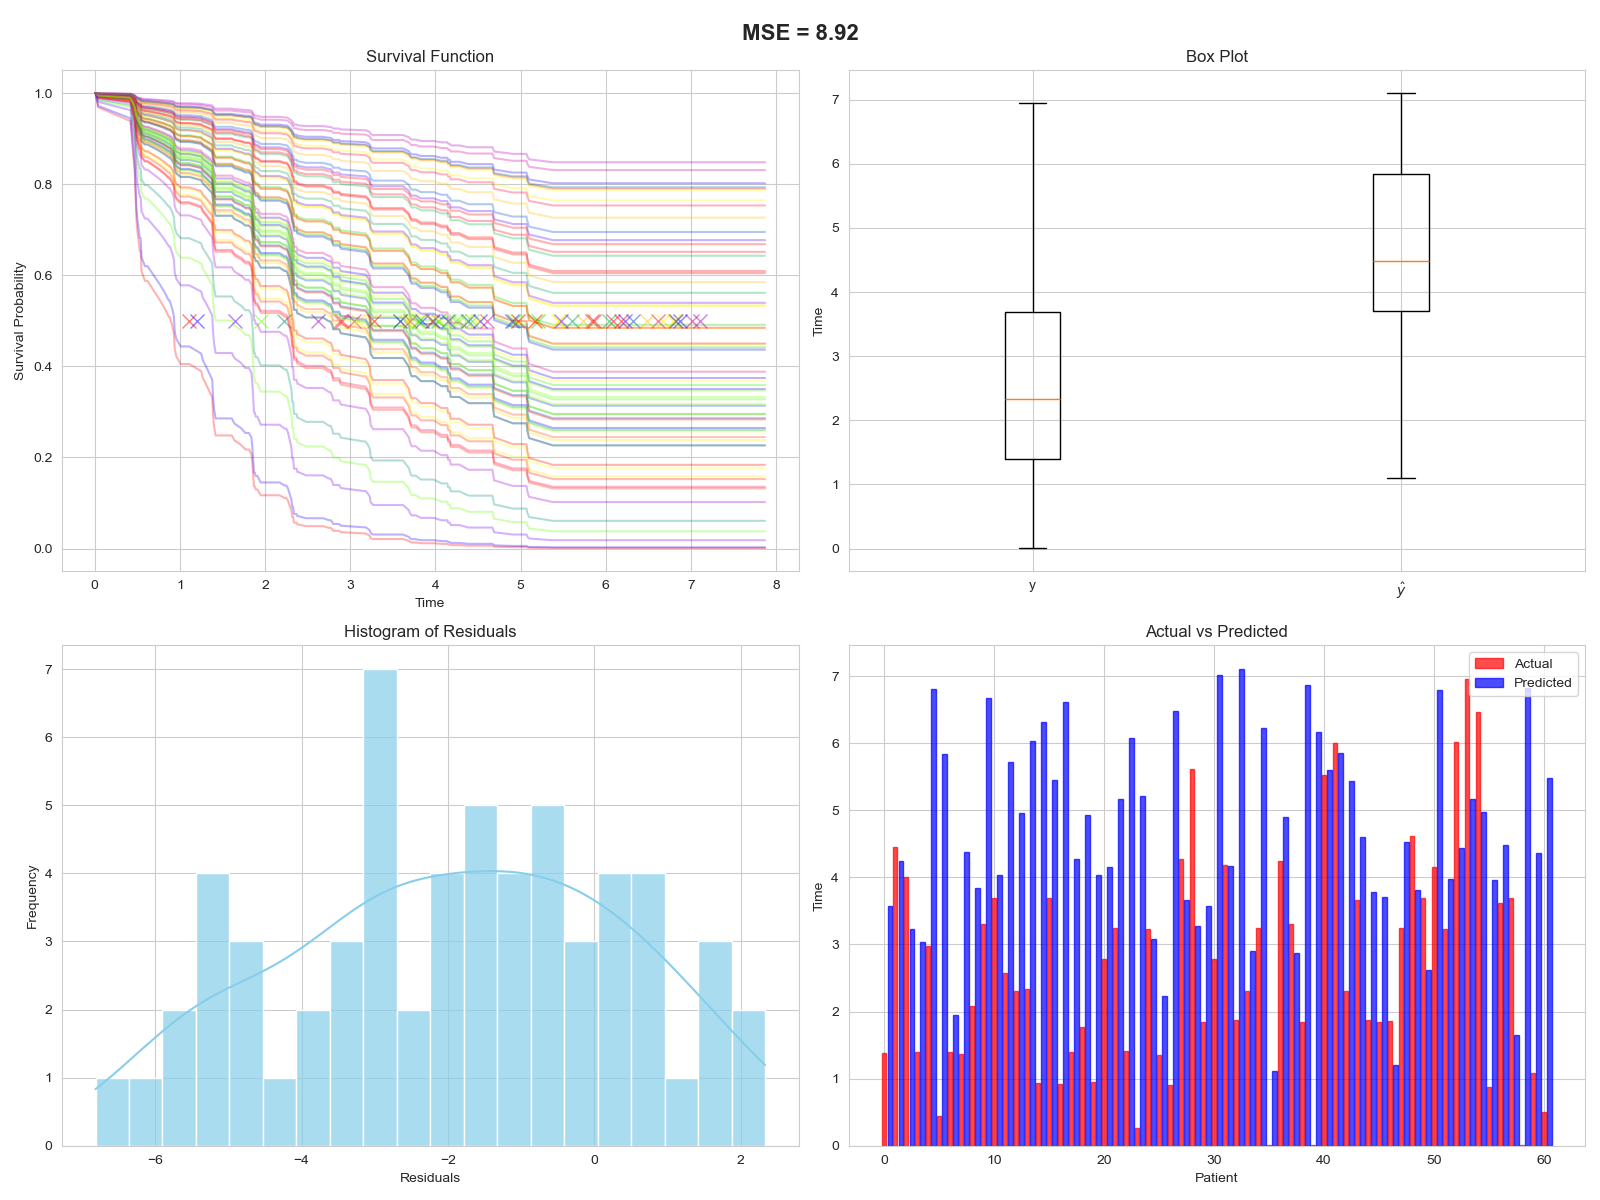 MSE = 8.92
Survival Function
1.0
0.8
0.6
0.4
0.2
0.0
Survival Probability
0 1 2 3 4 5 6 7 8
Time
Box Plot
7
6
5
4
3
2
1
0
Time
y ŷ
Histogram of Residuals
7
6
5
4
3
2
1
0
Frequency
−6 −4 −2 0 2
Residuals
Actual vs Predicted
Actual
Predicted
7
6
5
4
3
2
1
0
Time
0 10 20 30 40 50 60
Patient